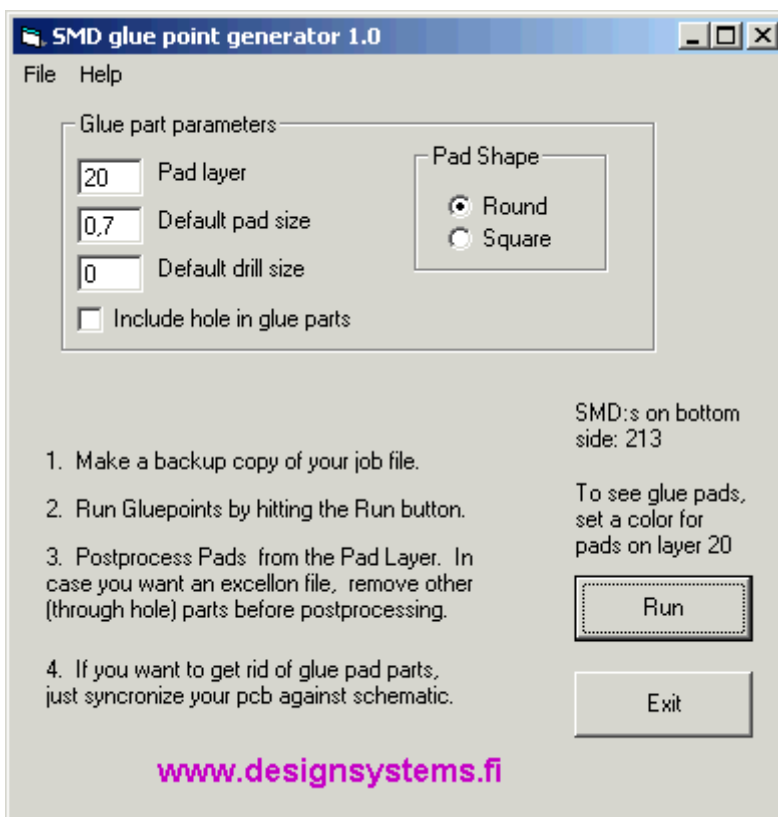 SMD glue point generator 1.0
File Help
Glue part parameters
20 Pad layer
0,7 Default pad size
0 Default drill size
Include hole in glue parts
Pad Shape
Round
Square
SMD:s on bottom
side: 213
To see glue pads,
set a color for
pads on layer 20
1. Make a backup copy of your job file.
2. Run Gluepoints by hitting the Run button.
3. Postprocess Pads from the Pad Layer. In
case you want an excellon file, remove other
(through hole) parts before postprocessing.
4. If you want to get rid of glue pad parts,
just syncronize your pcb against schematic.
Run
Exit
www.designsystems.fi